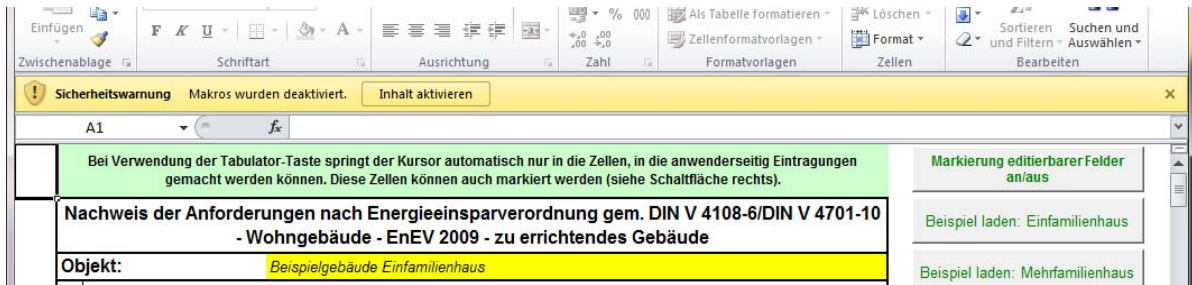 Einfügen
F K U A
% 000
,0 ,00
,00 ,0
Als Tabelle formatieren
Zellenformatvorlagen
Löschen
Format
Sortieren und Filtern
Suchen und Auswählen
Zwischenablage Schriftart Ausrichtung Zahl Formatvorlagen Zellen Bearbeiten
Sicherheitswarnung Makros wurden deaktiviert. Inhalt aktivieren
A1 fx
Bei Verwendung der Tabulator-Taste springt der Kursor automatisch nur in die Zellen, in die anwenderseitig Eintragungen
gemacht werden können. Diese Zellen können auch markiert werden (siehe Schaltfläche rechts).
Markierung editierbarer Felder
an/aus
Nachweis der Anforderungen nach Energieeinsparverordnung gem. DIN V 4108-6/DIN V 4701-10
- Wohngebäude - EnEV 2009 - zu errichtendes Gebäude
Beispiel laden: Einfamilienhaus
Objekt: Beispielgebäude Einfamilienhaus
Beispiel laden: Mehrfamilienhaus